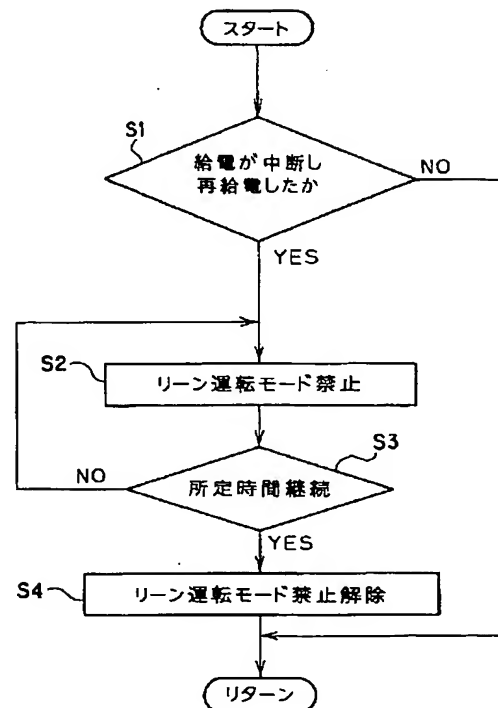 スタート
S1
給電が中断し
再給電したか
NO
YES
S2
リーン運転モード禁止
S3
所定時間継続
NO
YES
S4
リーン運転モード禁止解除
リターン